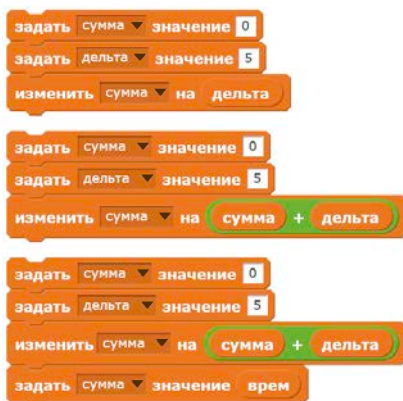 задать сумма значение 0
задать дельта значение 5
изменить сумма на дельта
задать сумма значение 0
задать дельта значение 5
изменить сумма на сумма + дельта
задать сумма значение 0
задать дельта значение 5
изменить сумма на сумма + дельта
задать сумма значение врем